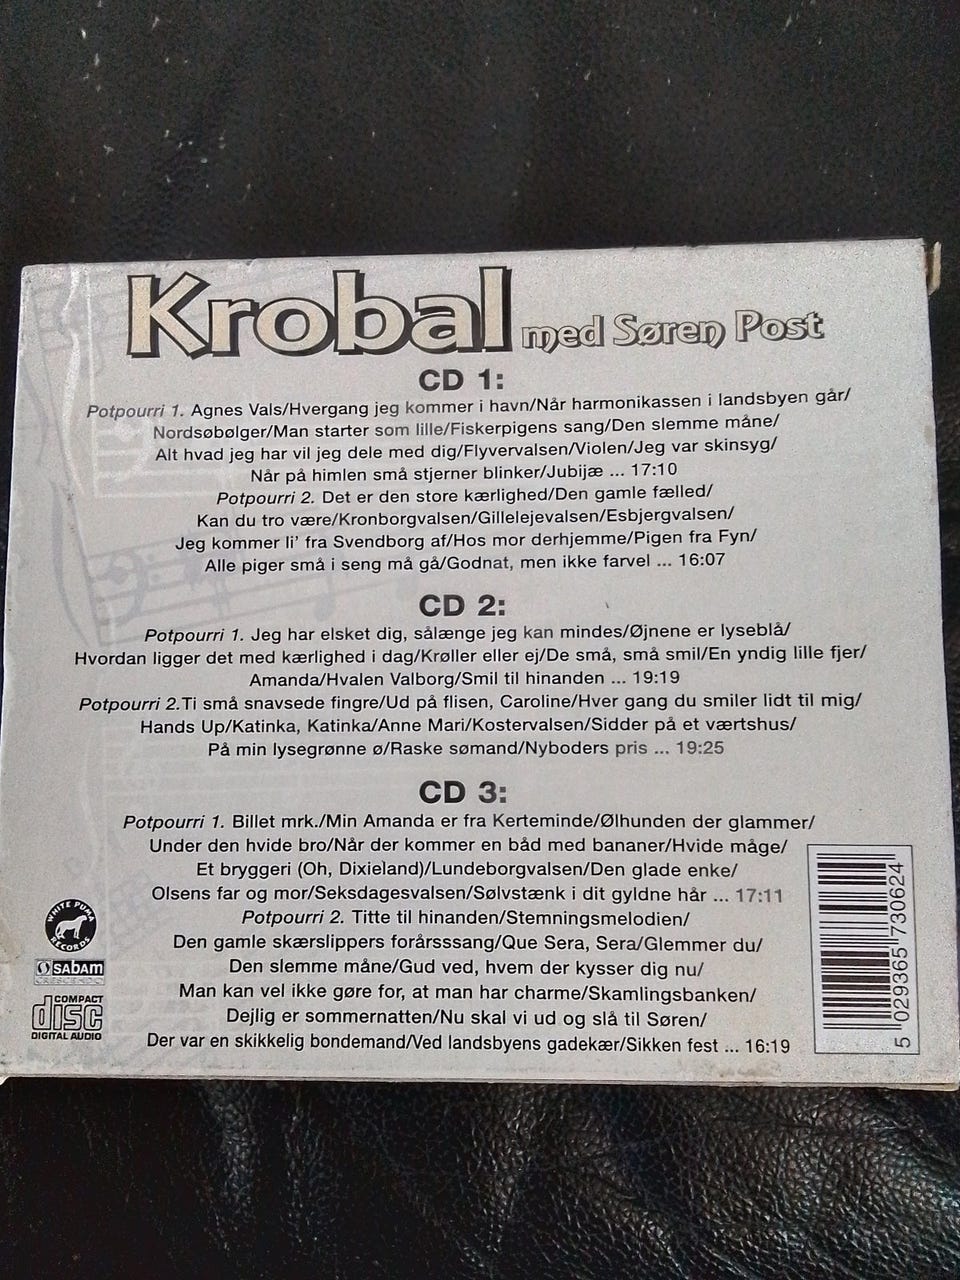 Krobal med Søren Post
CD 1:
Potpourri 1. Agnes Vals/Hvergang jeg kommer i havn/Når harmonikassen i landsbyen går/
Nordsøbølger/Man starter som lille/Fiskerpigens sang/Den slemme måne/
Alt hvad jeg har vil jeg dele med dig/Flyvervalsen/Violen/Jeg var skinsyg/
Når på himlen små stjerner blinker/Jubijæ ... 17:10
Potpourri 2. Det er den store kærlighed/Den gamle fælled/
Kan du tro være/Kronborgvalsen/Gillelejevalsen/Esbjergvalsen/
Jeg kommer li' fra Svendborg af/Hos mor derhjemme/Pigen fra Fyn/
Alle piger små i seng må gå/Godnat, men ikke farvel ... 16:07
CD 2:
Potpourri 1. Jeg har elsket dig, sålænge jeg kan mindes/Øjnene er lyseblå/
Hvordan ligger det med kærlighed i dag/Krøller eller ej/De små, små smil/En yndig lille fjer/
Amanda/Hvalen Valborg/Smil til hinanden ... 19:19
Potpourri 2.Ti små snavsede fingre/Ud på flisen, Caroline/Hver gang du smiler lidt til mig/
Hands Up/Katinka, Katinka/Anne Mari/Kostervalsen/Sidder på et værtshus/
På min lysegrønne ø/Raske sømand/Nyboders pris ... 19:25
CD 3:
Potpourri 1. Billet mrk./Min Amanda er fra Kerteminde/Ølhunden der glammer/
Under den hvide bro/Når der kommer en båd med bananer/Hvide måge/
Et bryggeri (Oh, Dixieland)/Lundeborgvalsen/Den glade enke/
Olsens far og mor/Seksdagesvalsen/Sølvstænk i dit gyldne hår ... 17:11
Potpourri 2. Titte til hinanden/Stemningsmelodien/
Den gamle skærslippers forårsssang/Que Sera, Sera/Glemmer du/
Den slemme måne/Gud ved, hvem der kysser dig nu/
Man kan vel ikke gøre for, at man har charme/Skamlingsbanken/
Dejlig er sommernatten/Nu skal vi ud og slå til Søren/
Der var en skikkelig bondemand/Ved landsbyens gadekær/Sikken fest ... 16:19
WHITE PUMA RECORDS
sabam
CRESCENDO
COMPACT
disc
DIGITAL AUDIO
5 029365 730624